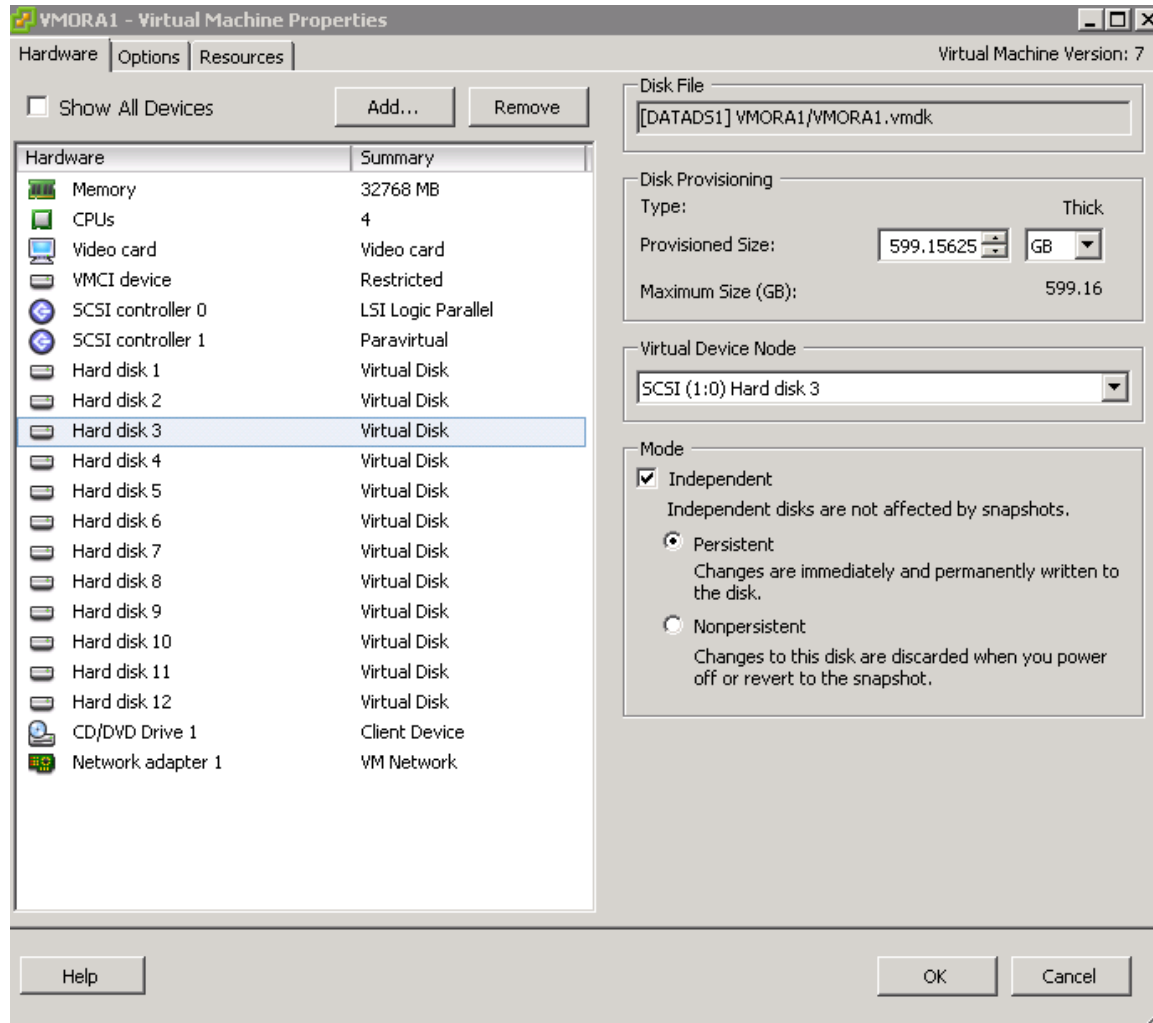 VMORA1 - Virtual Machine Properties
Hardware Options Resources Virtual Machine Version: 7
Show All Devices Add... Remove
Hardware Summary
Memory 32768 MB
CPUs 4
Video card Video card
VMCI device Restricted
SCSI controller 0 LSI Logic Parallel
SCSI controller 1 Paravirtual
Hard disk 1 Virtual Disk
Hard disk 2 Virtual Disk
Hard disk 3 Virtual Disk
Hard disk 4 Virtual Disk
Hard disk 5 Virtual Disk
Hard disk 6 Virtual Disk
Hard disk 7 Virtual Disk
Hard disk 8 Virtual Disk
Hard disk 9 Virtual Disk
Hard disk 10 Virtual Disk
Hard disk 11 Virtual Disk
Hard disk 12 Virtual Disk
CD/DVD Drive 1 Client Device
Network adapter 1 VM Network
Disk File
[DATADS1] VMORA1/VMORA1.vmdk
Disk Provisioning
Type: Thick
Provisioned Size: 599.15625 GB
Maximum Size (GB): 599.16
Virtual Device Node
SCSI (1:0) Hard disk 3
Mode
Independent
Independent disks are not affected by snapshots.
Persistent
Changes are immediately and permanently written to
the disk.
Nonpersistent
Changes to this disk are discarded when you power
off or revert to the snapshot.
Help OK Cancel